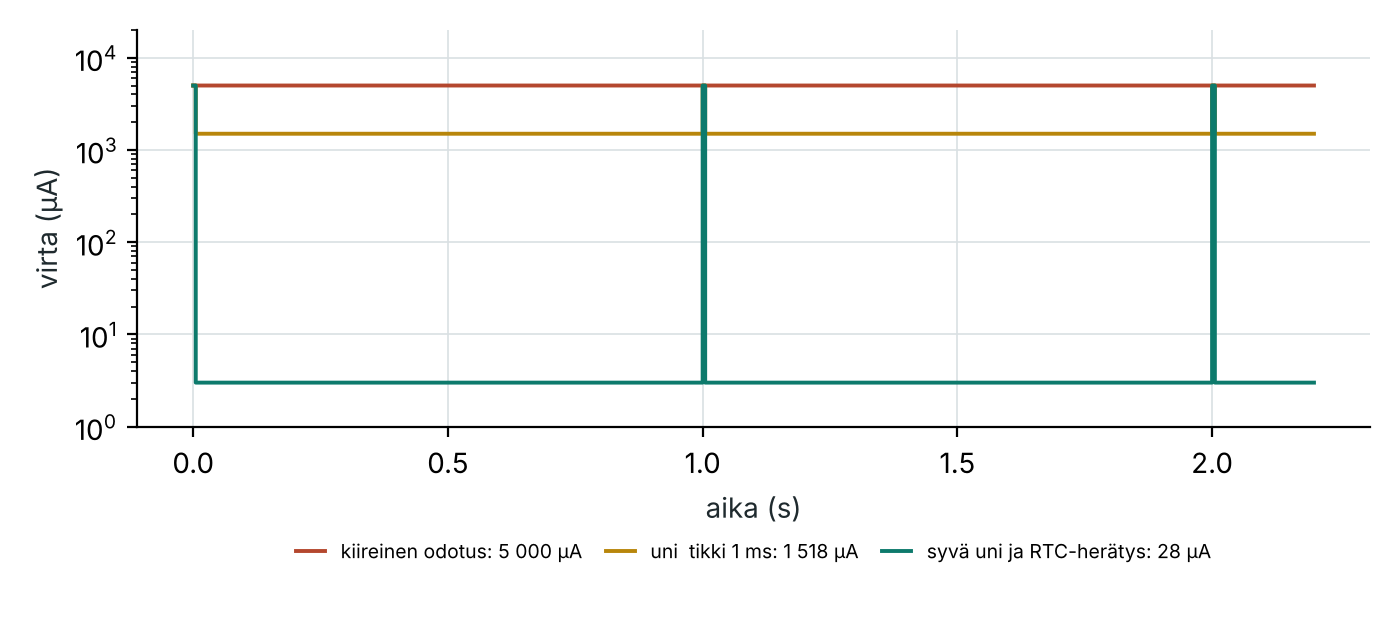 10⁴
10³
10²
10¹
10⁰
virta (µA)
0.0 0.5 1.0 1.5 2.0
aika (s)
kiireinen odotus: 5 000 µA uni tikki 1 ms: 1 518 µA syvä uni ja RTC-herätys: 28 µA